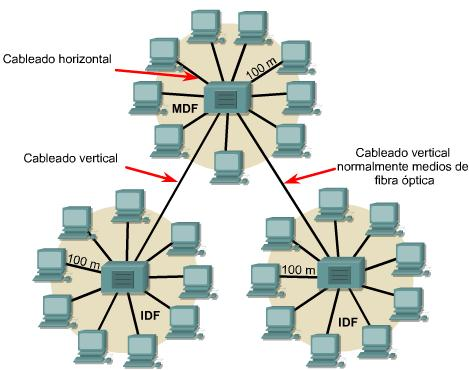 Cableado horizontal
100 m
MDF
Cableado vertical
Cableado vertical
normalmente medios de
fibra óptica
100 m
IDF
100 m
IDF